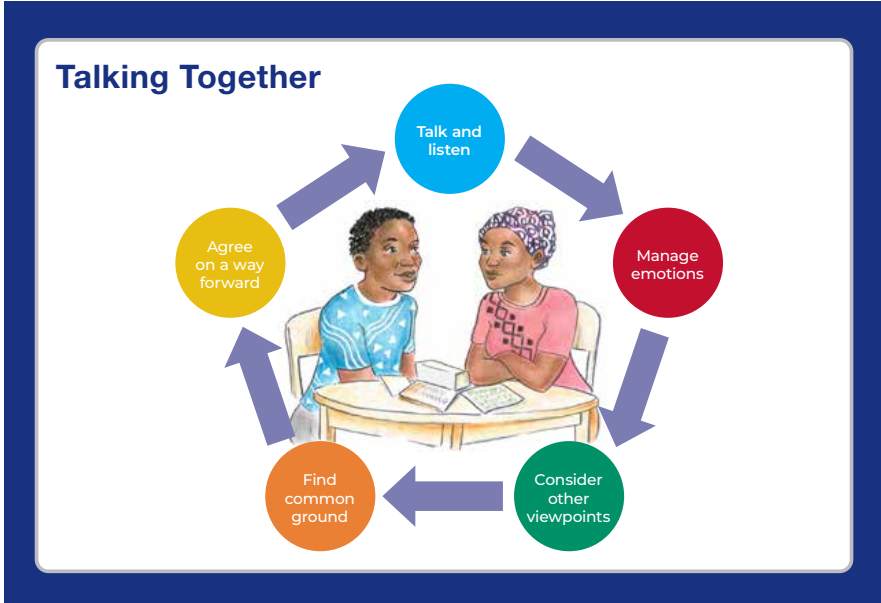 Talking Together
Talk and
listen
Manage
emotions
Consider
other
viewpoints
Find
common
ground
Agree
on a way
forward